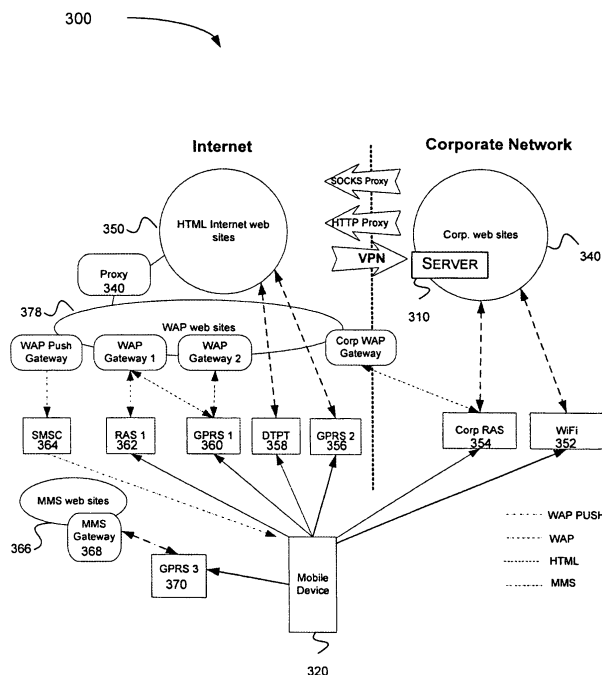 300
Internet
Corporate Network
SOCKS Proxy
HTTP Proxy
VPN
350
HTML Internet web
sites
Corp. web sites
340
SERVER
310
Proxy
340
378
WAP web sites
WAP Push
Gateway
WAP
Gateway 1
WAP
Gateway 2
Corp WAP
Gateway
SMSC
364
RAS 1
362
GPRS 1
360
DTPT
358
GPRS 2
356
Corp RAS
354
WiFi
352
MMS web sites
MMS
Gateway
368
366
GPRS 3
370
Mobile
Device
320
WAP PUSH
WAP
HTML
MMS